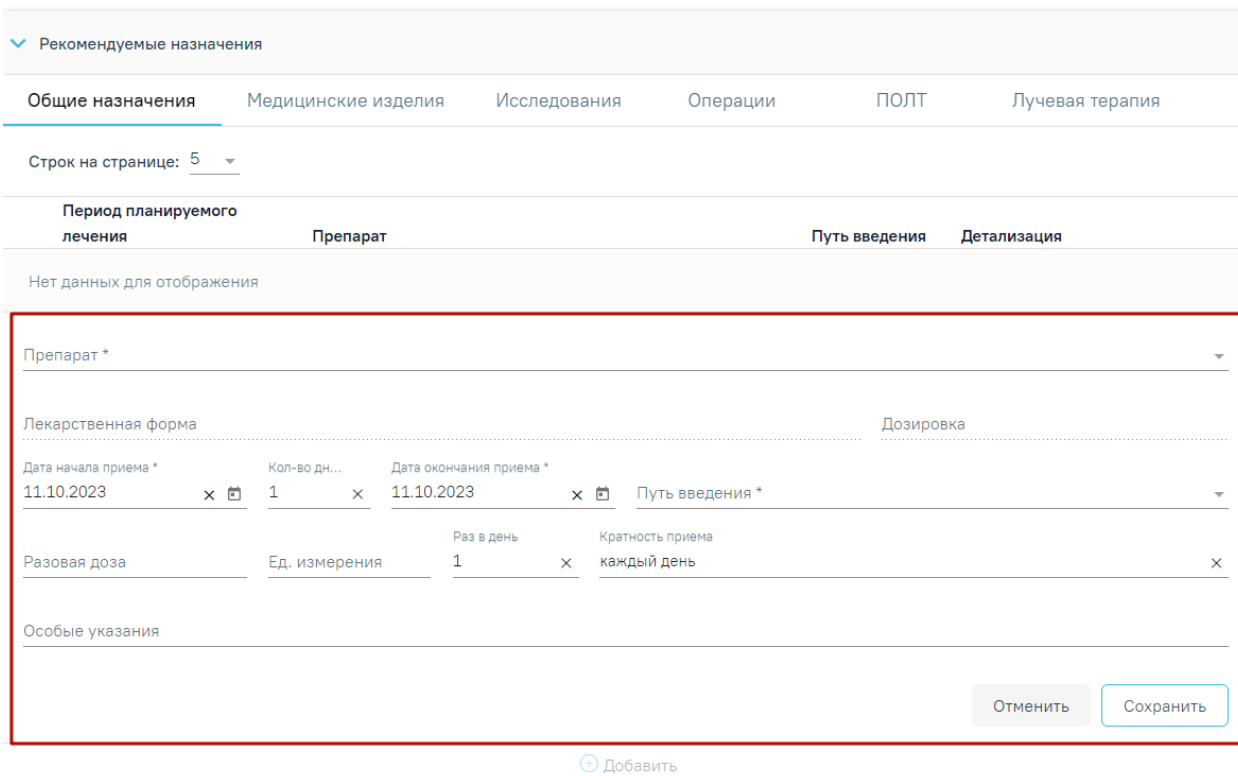 Рекомендуемые назначения
Общие назначения Медицинские изделия Исследования Операции ПОЛТ Лучевая терапия
Строк на странице: 5
Период планируемого
лечения Препарат Путь введения Детализация
Нет данных для отображения
Препарат *
Лекарственная форма Дозировка
Дата начала приема * Кол-во дн... Дата окончания приема *
11.10.2023 1 11.10.2023 Путь введения *
Раз в день Кратность приема
Разовая доза Ед. измерения 1 каждый день
Особые указания
Отменить Сохранить
Добавить